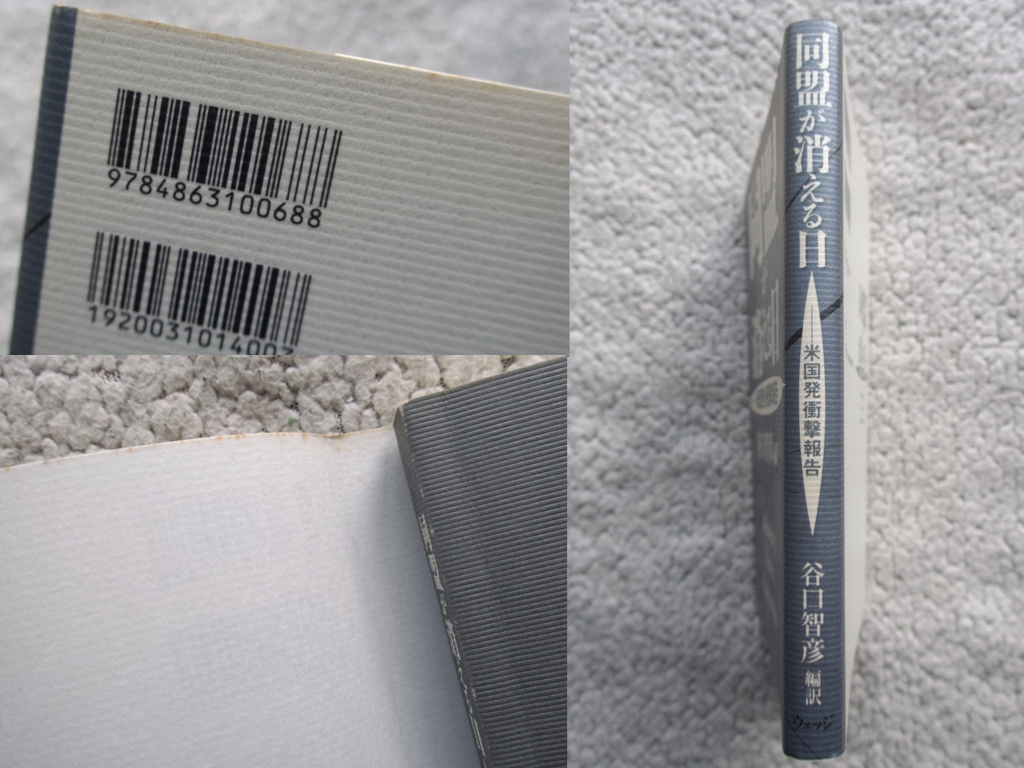 9784863100688
1920031014002
同盟が消える日
米国発衝撃報告
谷口智彦 編訳
ウェッジ